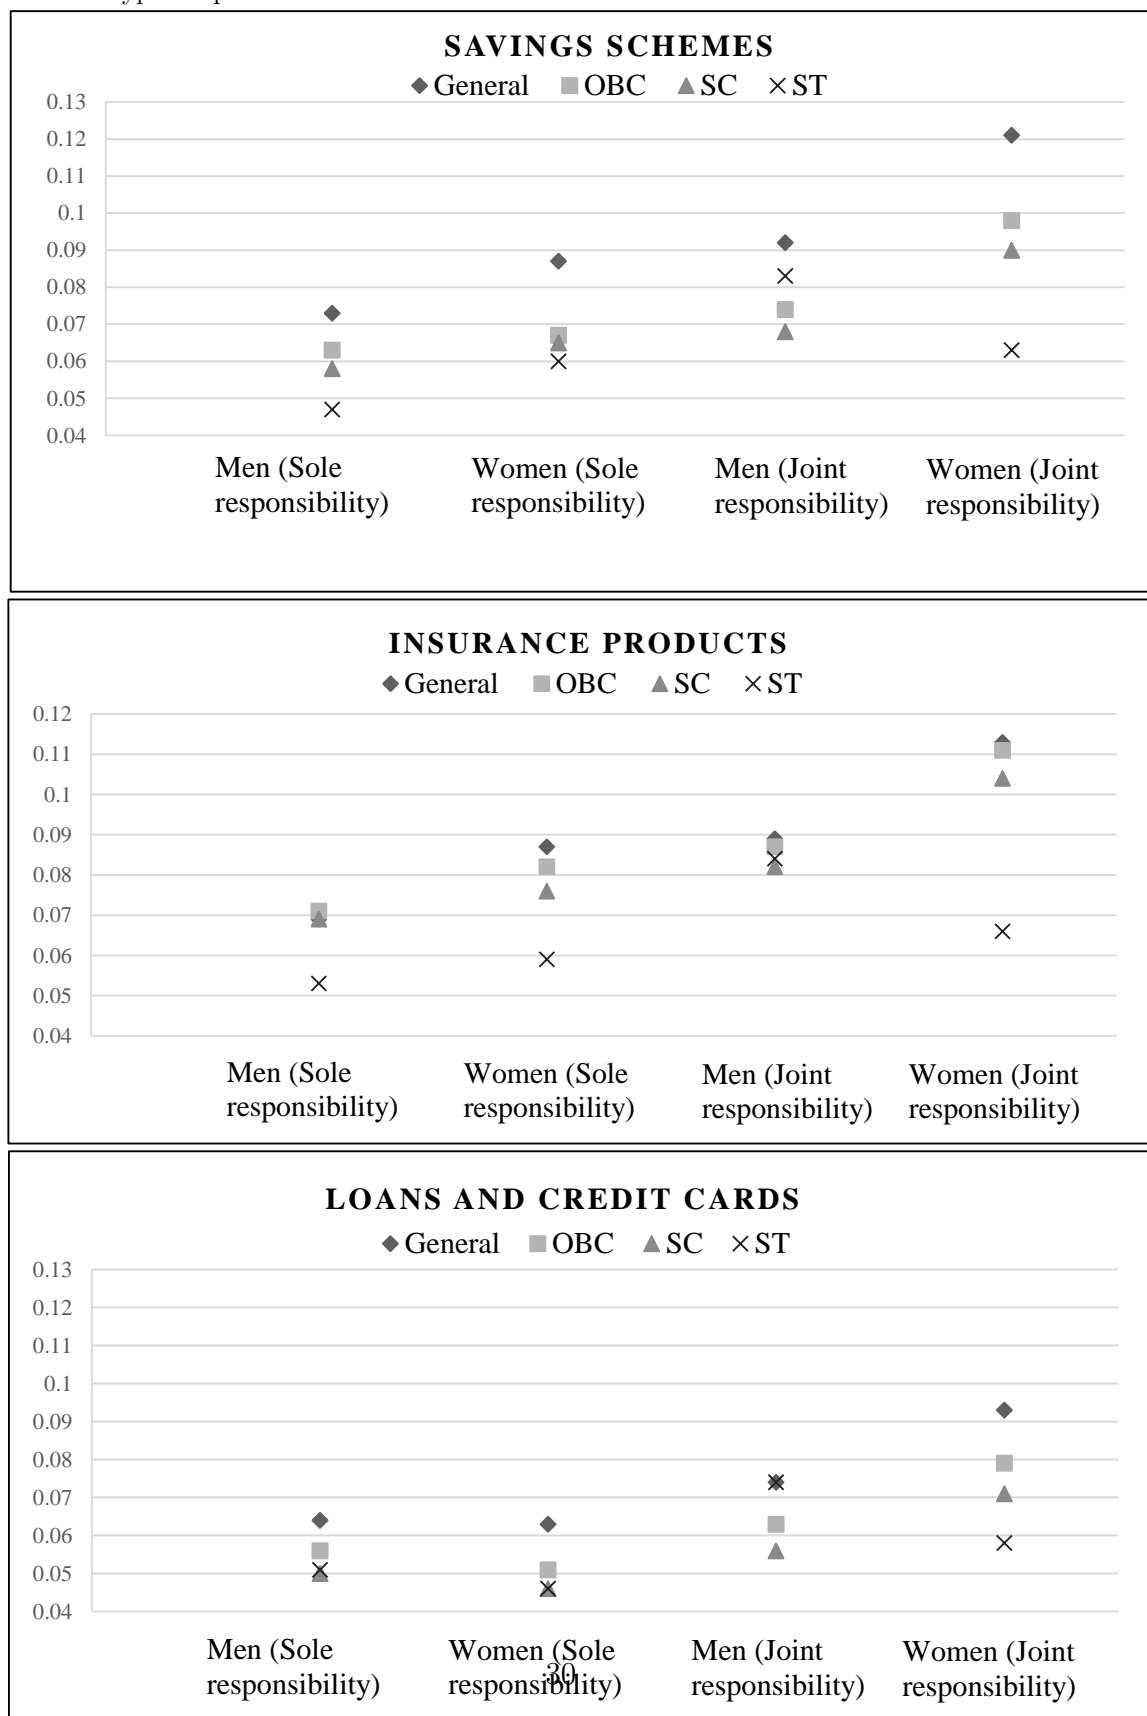 SAVINGS SCHEMES
General OBC SC ST
0.13
0.12
0.11
0.1
0.09
0.08
0.07
0.06
0.05
0.04
Men (Sole
responsibility)
Women (Sole
responsibility)
Men (Joint
responsibility)
Women (Joint
responsibility)
INSURANCE PRODUCTS
General OBC SC ST
0.12
0.11
0.1
0.09
0.08
0.07
0.06
0.05
0.04
Men (Sole
responsibility)
Women (Sole
responsibility)
Men (Joint
responsibility)
Women (Joint
responsibility)
LOANS AND CREDIT CARDS
General OBC SC ST
0.13
0.12
0.11
0.1
0.09
0.08
0.07
0.06
0.05
0.04
Men (Sole
responsibility)
Women (Sole
responsibility)
Men (Joint
responsibility)
Women (Joint
responsibility)
30